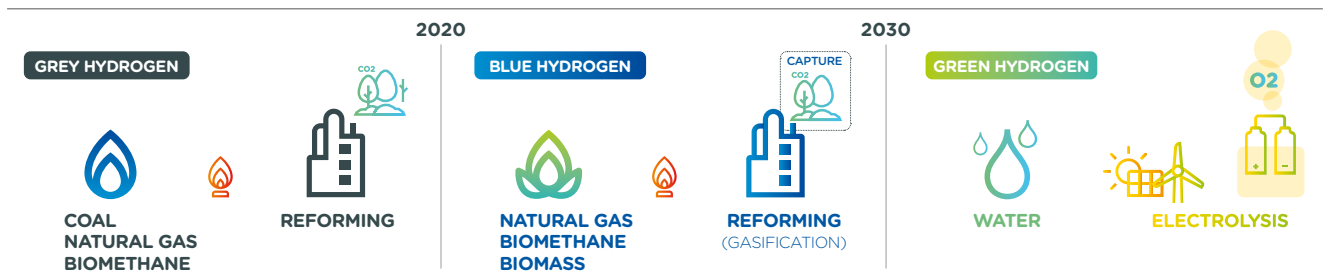 2020
2030
GREY HYDROGEN
CO2
COAL
NATURAL GAS
BIOMETHANE
REFORMING
BLUE HYDROGEN
CAPTURE
CO2
NATURAL GAS
BIOMETHANE
BIOMASS
REFORMING
(GASIFICATION)
GREEN HYDROGEN
O2
+ −
WATER
ELECTROLYSIS